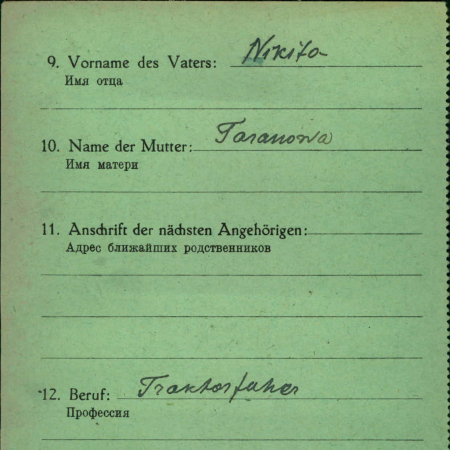 9. Vorname des Vaters: Nikita
Имя отца
10. Name der Mutter: Taranowa
Имя матери
11. Anschrift der nächsten Angehörigen:
Адрес ближайших родственников
12. Beruf: Traktorfaher
Профессия